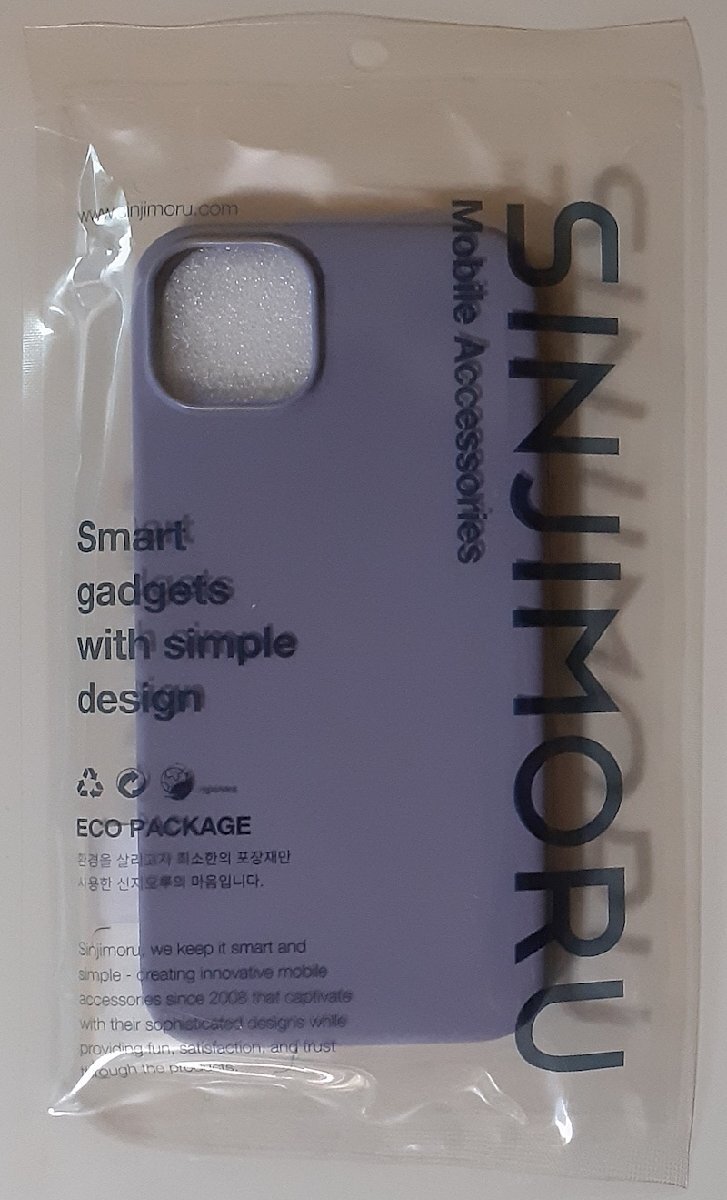 www.sinjimoru.com
SINJIMORU
Mobile Accessories
Smart
gadgets
with simple
design
ECO PACKAGE
환경을 살리고자 최소한의 포장재만
사용한 신지모루의 마음입니다.
Sinjimoru, we keep it smart and
simple - creating innovative mobile
accessories since 2008 that captivate
with their sophisticated designs while
providing fun, satisfaction, and trust
through the products.